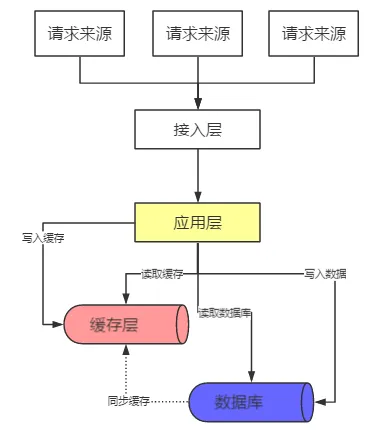 请求来源
请求来源
请求来源
接入层
应用层
写入缓存
读取缓存
写入数据
读取数据库
缓存层
同步缓存
数据库